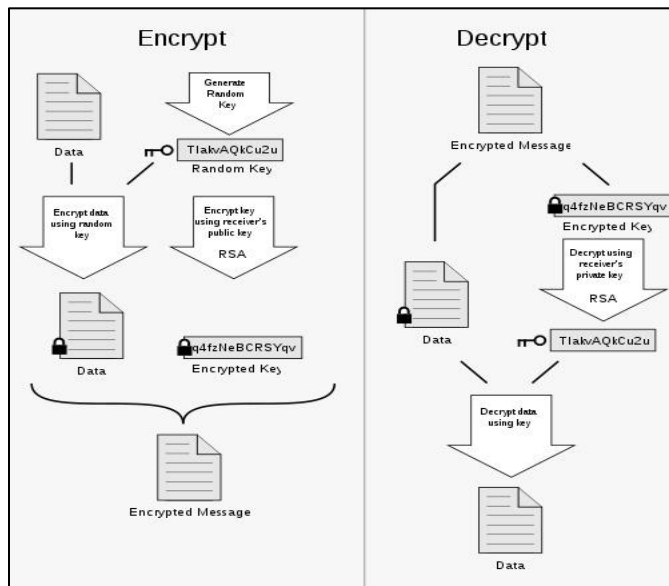 Encrypt
Generate
Random
Key
TIakvAQkCu2u
Random Key
Data
Encrypt data
using random
key
Encrypt key
using receiver's
public key
RSA
Data
q4fzNeBCRSYqv
Encrypted Key
Encrypted Message
Decrypt
Encrypted Message
q4fzNeBCRSYqv
Encrypted Key
Decrypt using
receiver's
private key
RSA
Data
TIakvAQkCu2u
Decrypt data
using key
Data